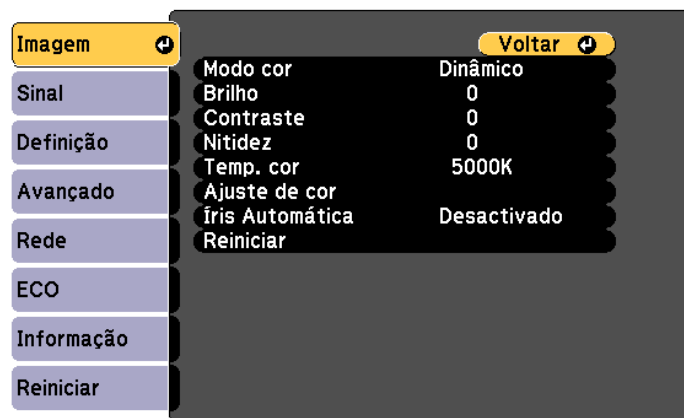 Imagem
Sinal
Definição
Avançado
Rede
ECO
Informação
Reiniciar
Voltar
Modo cor Dinâmico
Brilho 0
Contraste 0
Nitidez 0
Temp. cor 5000K
Ajuste de cor
Íris Automática Desactivado
Reiniciar